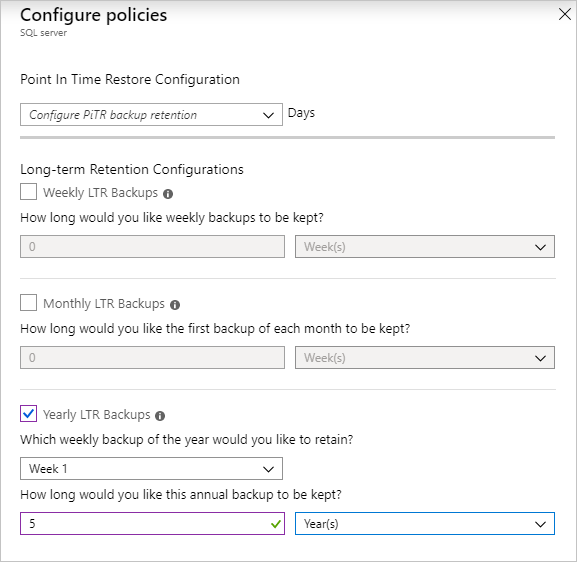 Configure policies
SQL server
Point In Time Restore Configuration
Configure PiTR backup retention Days
Long-term Retention Configurations
Weekly LTR Backups
How long would you like weekly backups to be kept?
0 Week(s)
Monthly LTR Backups
How long would you like the first backup of each month to be kept?
0 Week(s)
Yearly LTR Backups
Which weekly backup of the year would you like to retain?
Week 1
How long would you like this annual backup to be kept?
5 Year(s)